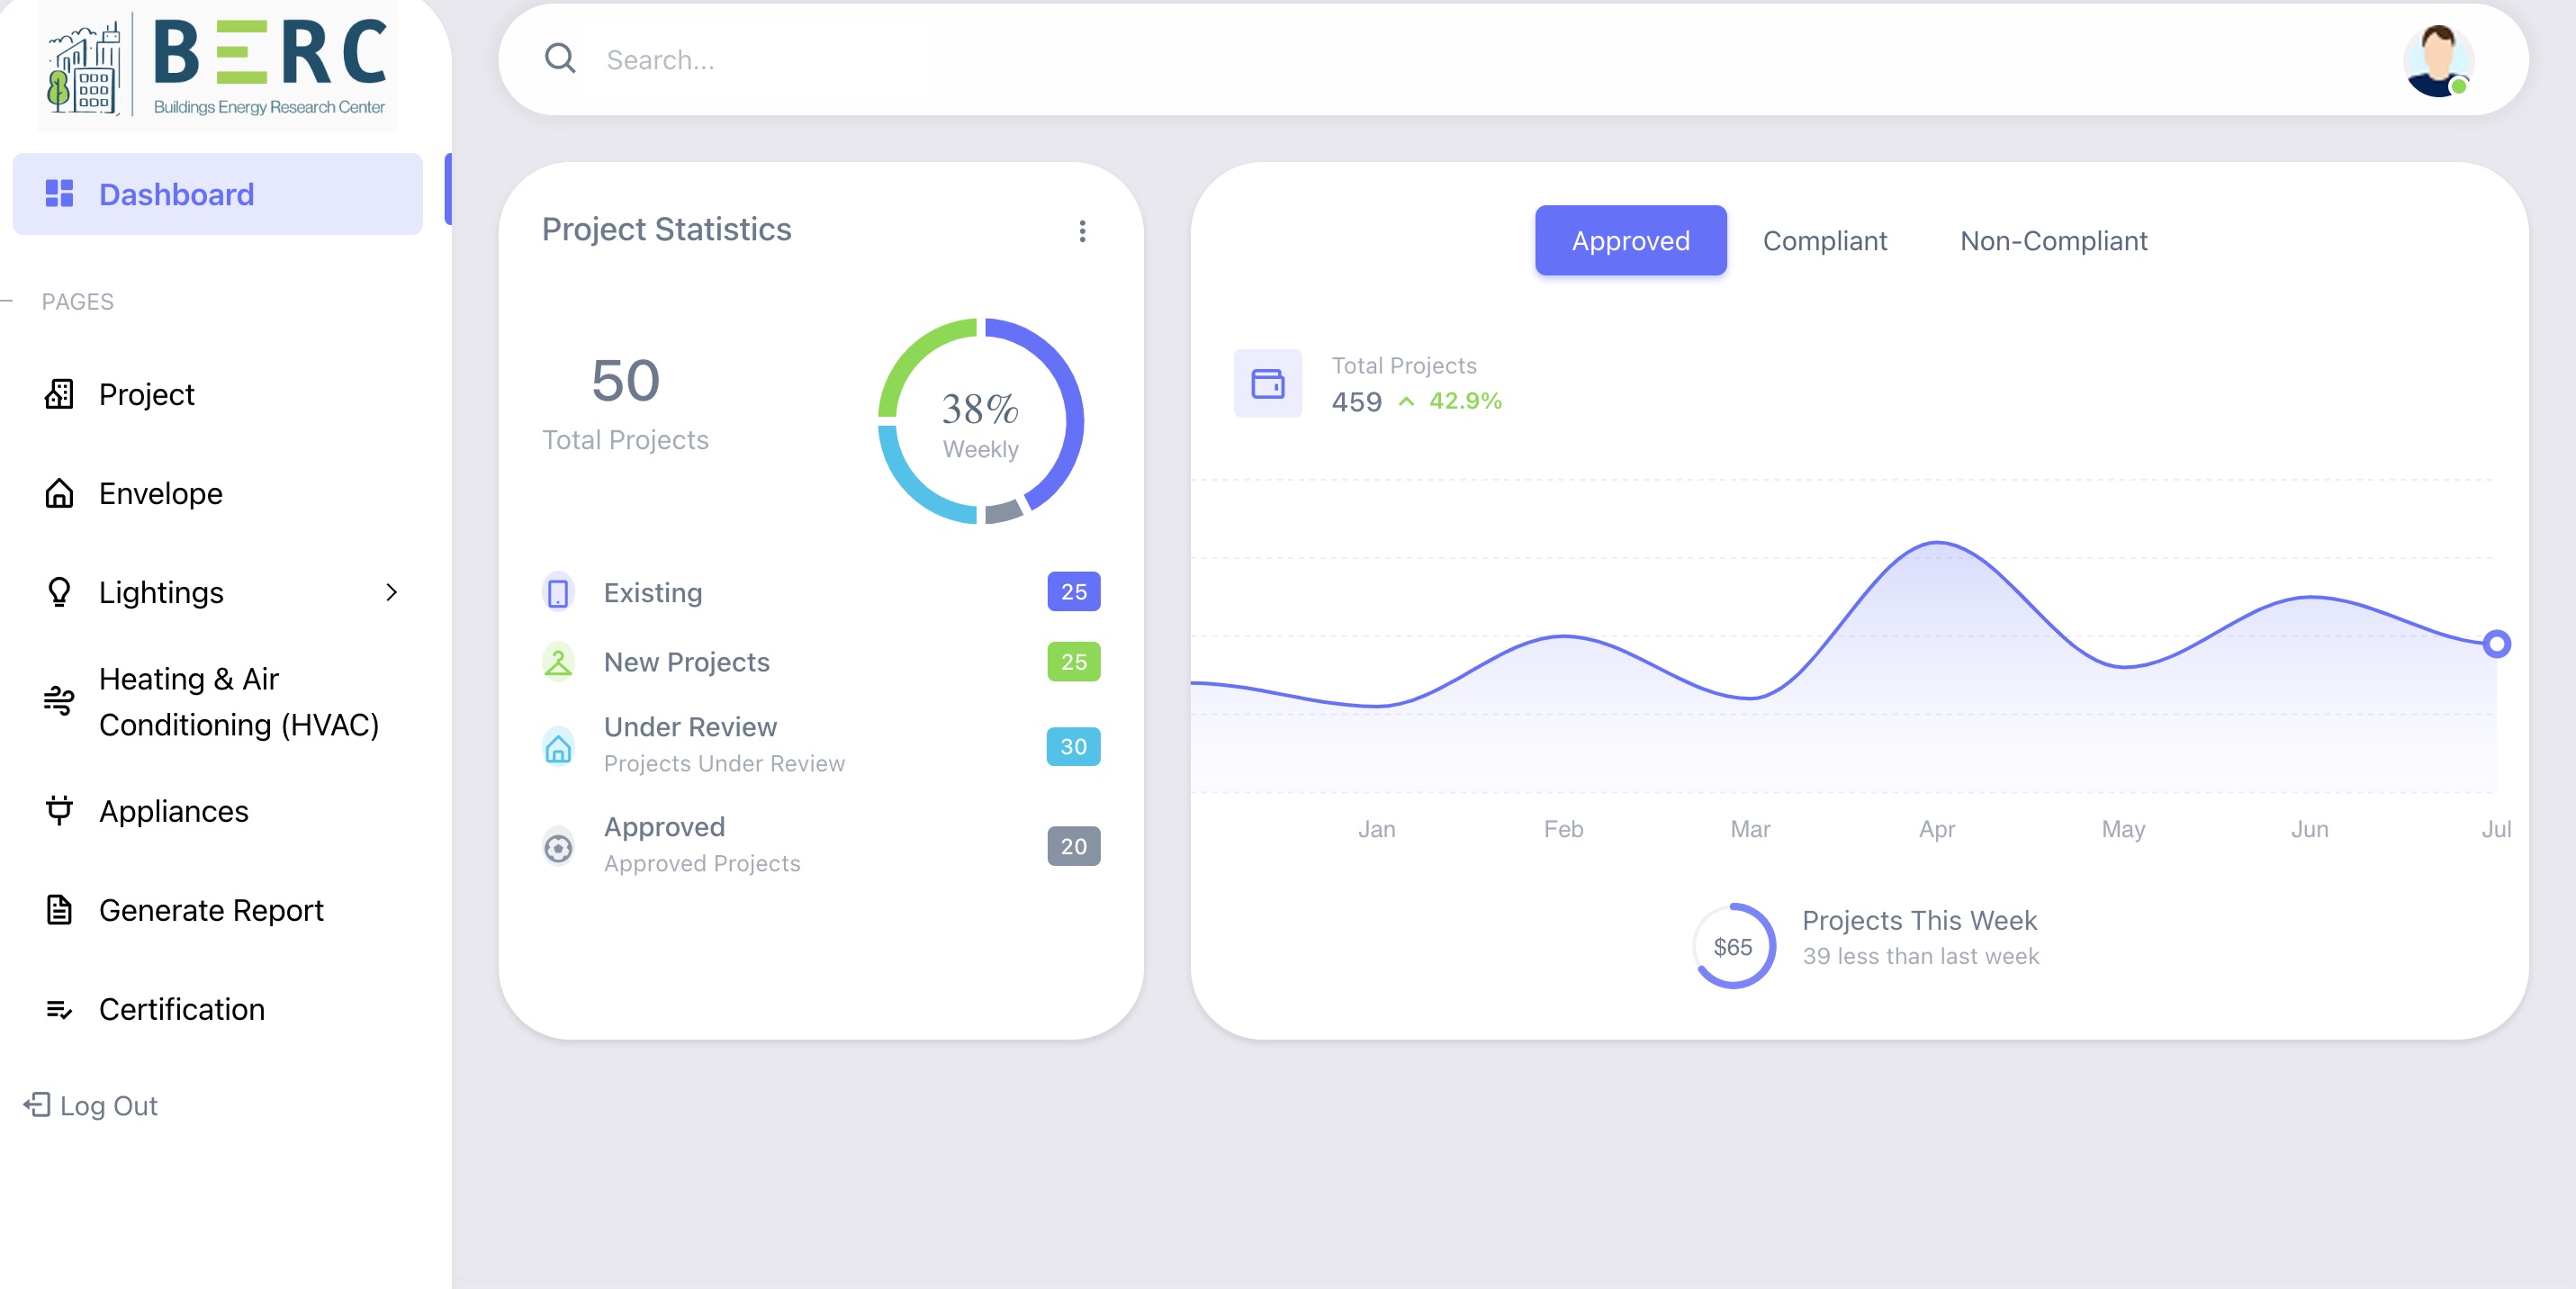 BERC
Buildings Energy Research Center
Search...
Dashboard
PAGES
Project
Envelope
Lightings
Heating & Air
Conditioning (HVAC)
Appliances
Generate Report
Certification
Log Out
Project Statistics
50
Total Projects
38%
Weekly
Existing 25
New Projects 25
Under Review
Projects Under Review
30
Approved
Approved Projects
20
Approved Compliant Non-Compliant
Total Projects
459 42.9%
Jan Feb Mar Apr May Jun Jul
$65
Projects This Week
39 less than last week